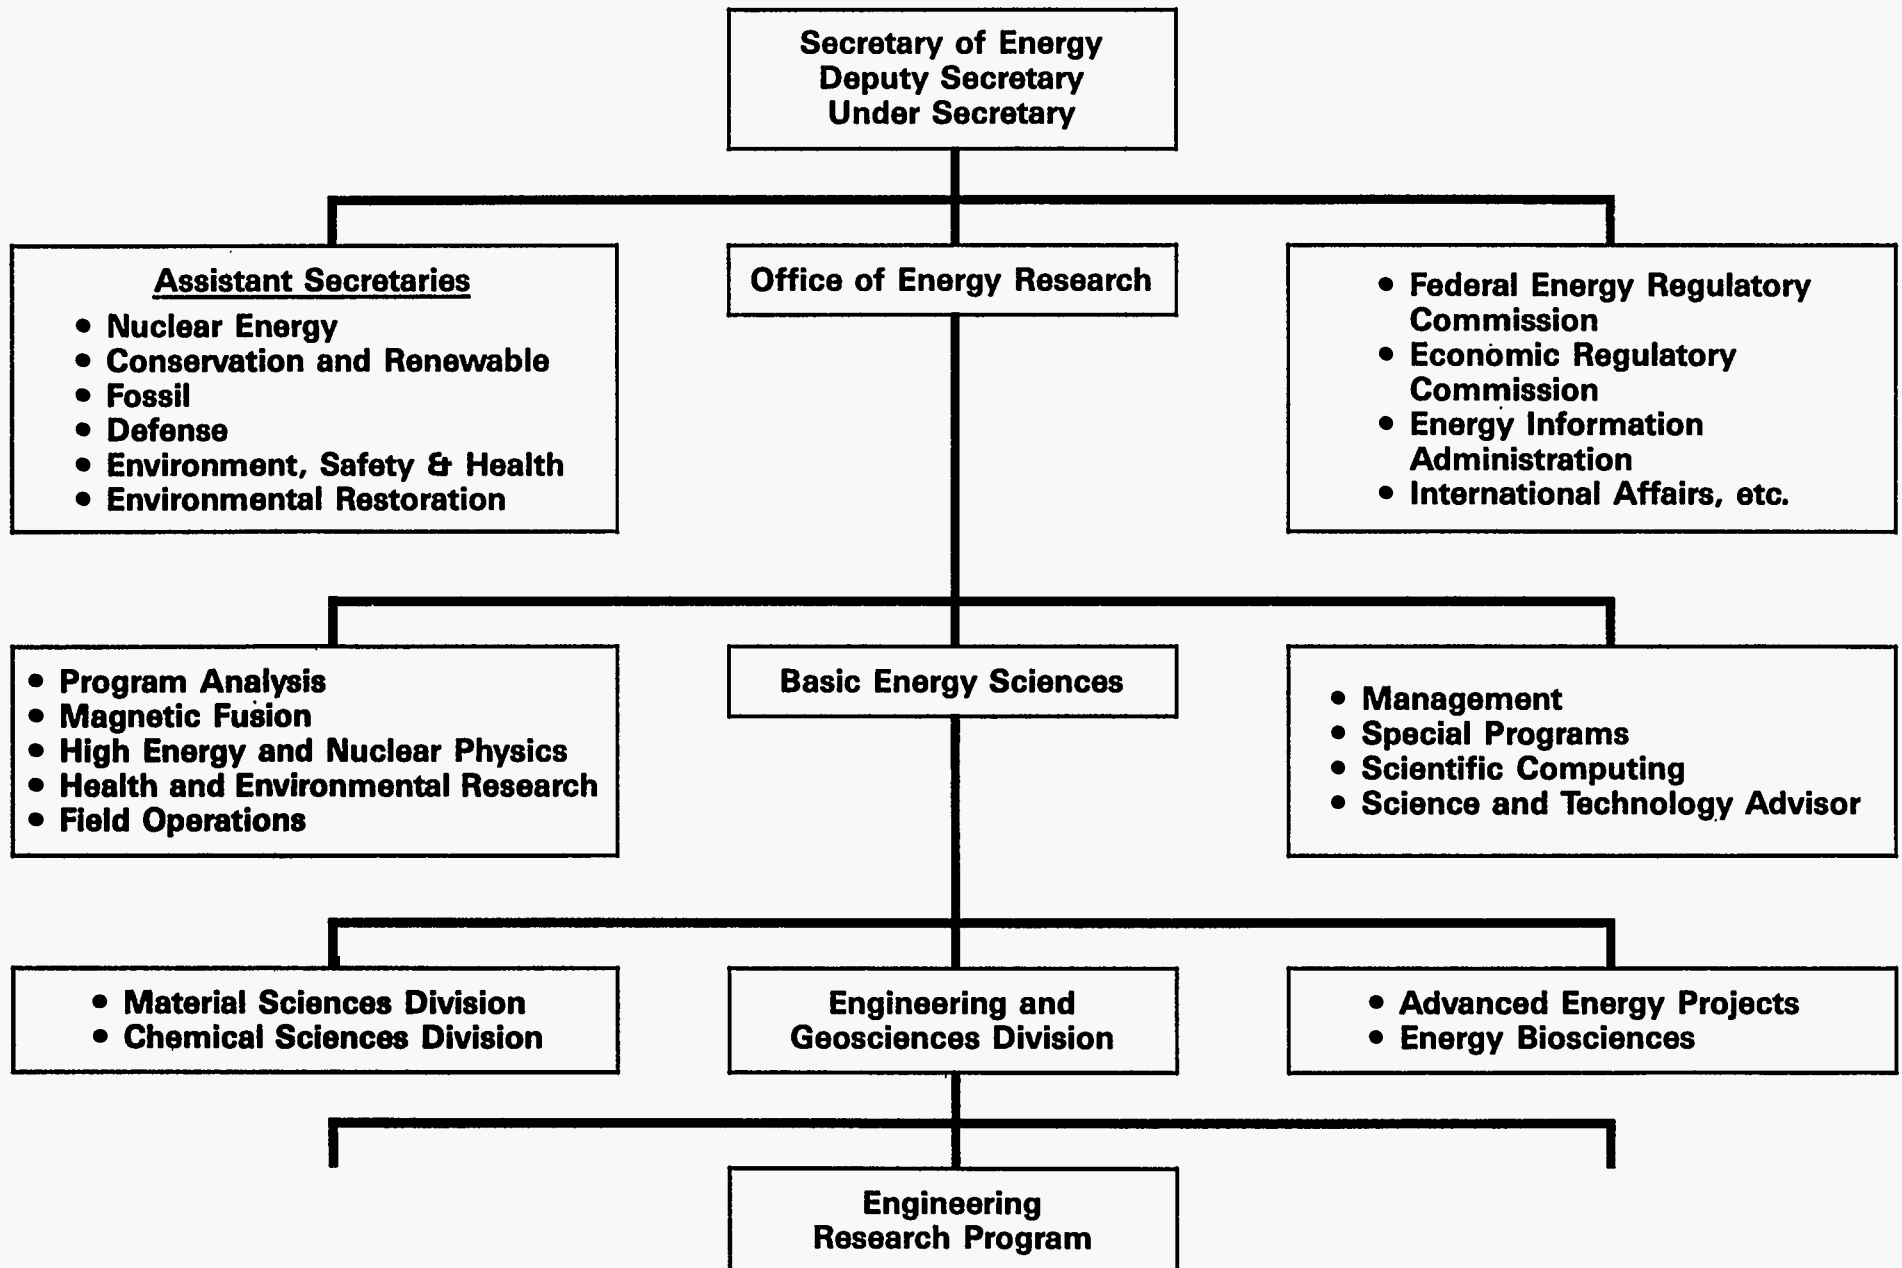 Secretary of Energy
Deputy Secretary
Under Secretary
Assistant Secretaries
• Nuclear Energy
• Conservation and Renewable
• Fossil
• Defense
• Environment, Safety & Health
• Environmental Restoration
Office of Energy Research
• Federal Energy Regulatory
Commission
• Economic Regulatory
Commission
• Energy Information
Administration
• International Affairs, etc.
• Program Analysis
• Magnetic Fusion
• High Energy and Nuclear Physics
• Health and Environmental Research
• Field Operations
Basic Energy Sciences
• Management
• Special Programs
• Scientific Computing
• Science and Technology Advisor
• Material Sciences Division
• Chemical Sciences Division
Engineering and
Geosciences Division
• Advanced Energy Projects
• Energy Biosciences
Engineering
Research Program